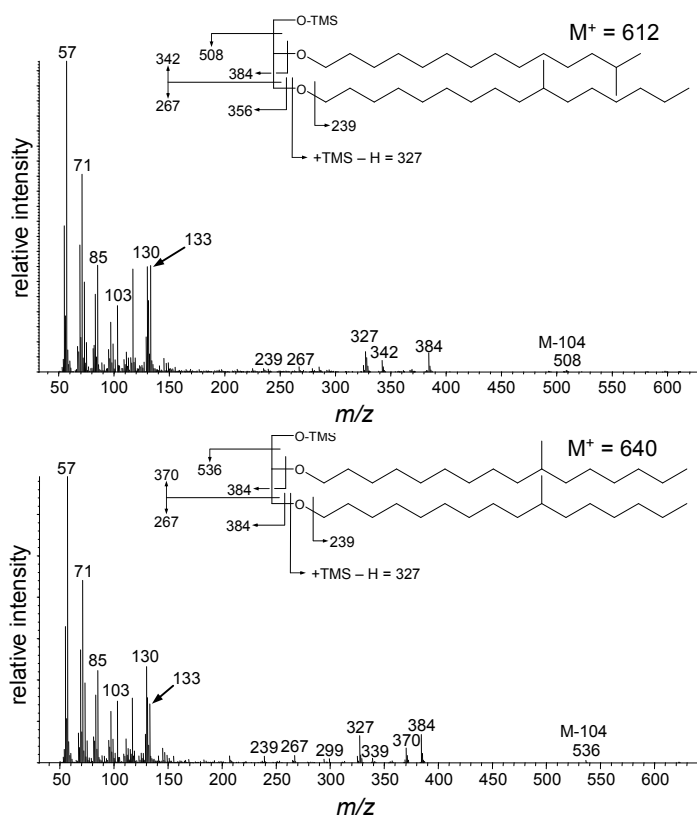 57
O-TMS
M+ = 612
508
O
342
384
267
O
356
239
+TMS – H = 327
71
85
130
133
103
239
267
327
342
384
M-104
508
relative intensity
50 100 150 200 250 300 350 400 450 500 550 600
m/z
57
O-TMS
M+ = 640
536
370
O
384
267
O
384
239
+TMS – H = 327
71
85
130
103
133
239
267
299
327
339
370
384
M-104
536
relative intensity
50 100 150 200 250 300 350 400 450 500 550 600
m/z